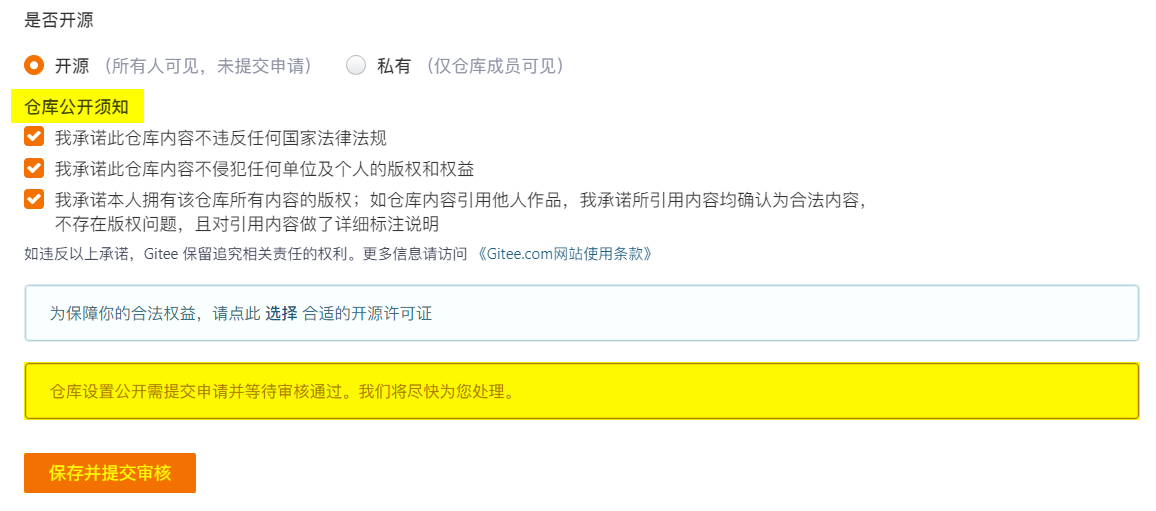 是否开源
开源 （所有人可见，未提交申请） 私有 （仅仓库成员可见）
仓库公开须知
我承诺此仓库内容不违反任何国家法律法规
我承诺此仓库内容不侵犯任何单位及个人的版权和权益
我承诺本人拥有该仓库所有内容的版权；如仓库内容引用他人作品，我承诺所引用内容均确认为合法内容，
不存在版权问题，且对引用内容做了详细标注说明
如违反以上承诺，Gitee 保留追究相关责任的权利。更多信息请访问 《Gitee.com网站使用条款》
为保障你的合法权益，请点此 选择 合适的开源许可证
仓库设置公开需提交申请并等待审核通过。我们将尽快为您处理。
保存并提交审核